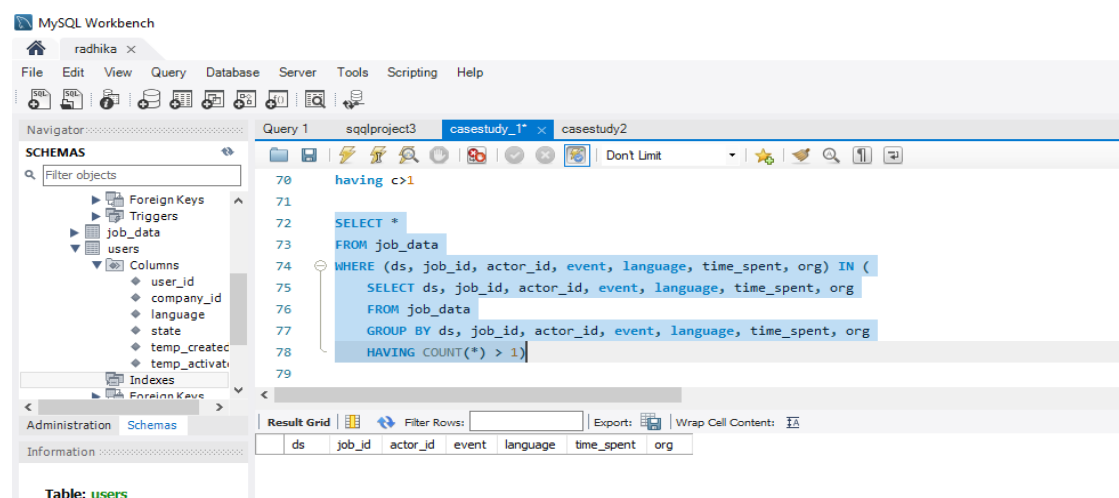 MySQL Workbench
radhika ×
File Edit View Query Database Server Tools Scripting Help
Navigator
SCHEMAS
Filter objects
Foreign Keys
Triggers
job_data
users
Columns
user_id
company_id
language
state
temp_created
temp_activat
Indexes
Foreign Keys
Administration Schemas
Information
Table: users
Query 1 sqqlproject3 casestudy_1* × casestudy2
Don't Limit
70 having c>1
71
72 SELECT *
73 FROM job_data
74 WHERE (ds, job_id, actor_id, event, language, time_spent, org) IN (
75 SELECT ds, job_id, actor_id, event, language, time_spent, org
76 FROM job_data
77 GROUP BY ds, job_id, actor_id, event, language, time_spent, org
78 HAVING COUNT(*) > 1)
79
Result Grid Filter Rows: Export: Wrap Cell Content: IA
ds job_id actor_id event language time_spent org